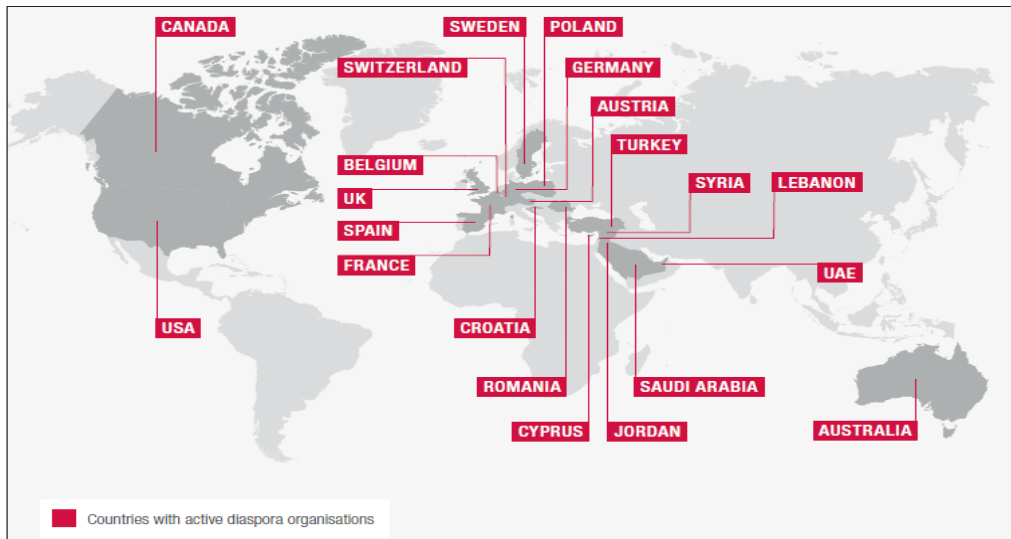 CANADA
SWEDEN
POLAND
SWITZERLAND
GERMANY
AUSTRIA
TURKEY
BELGIUM
SYRIA
LEBANON
UK
SPAIN
FRANCE
UAE
USA
CROATIA
ROMANIA
SAUDI ARABIA
CYPRUS
JORDAN
AUSTRALIA
Countries with active diaspora organisations